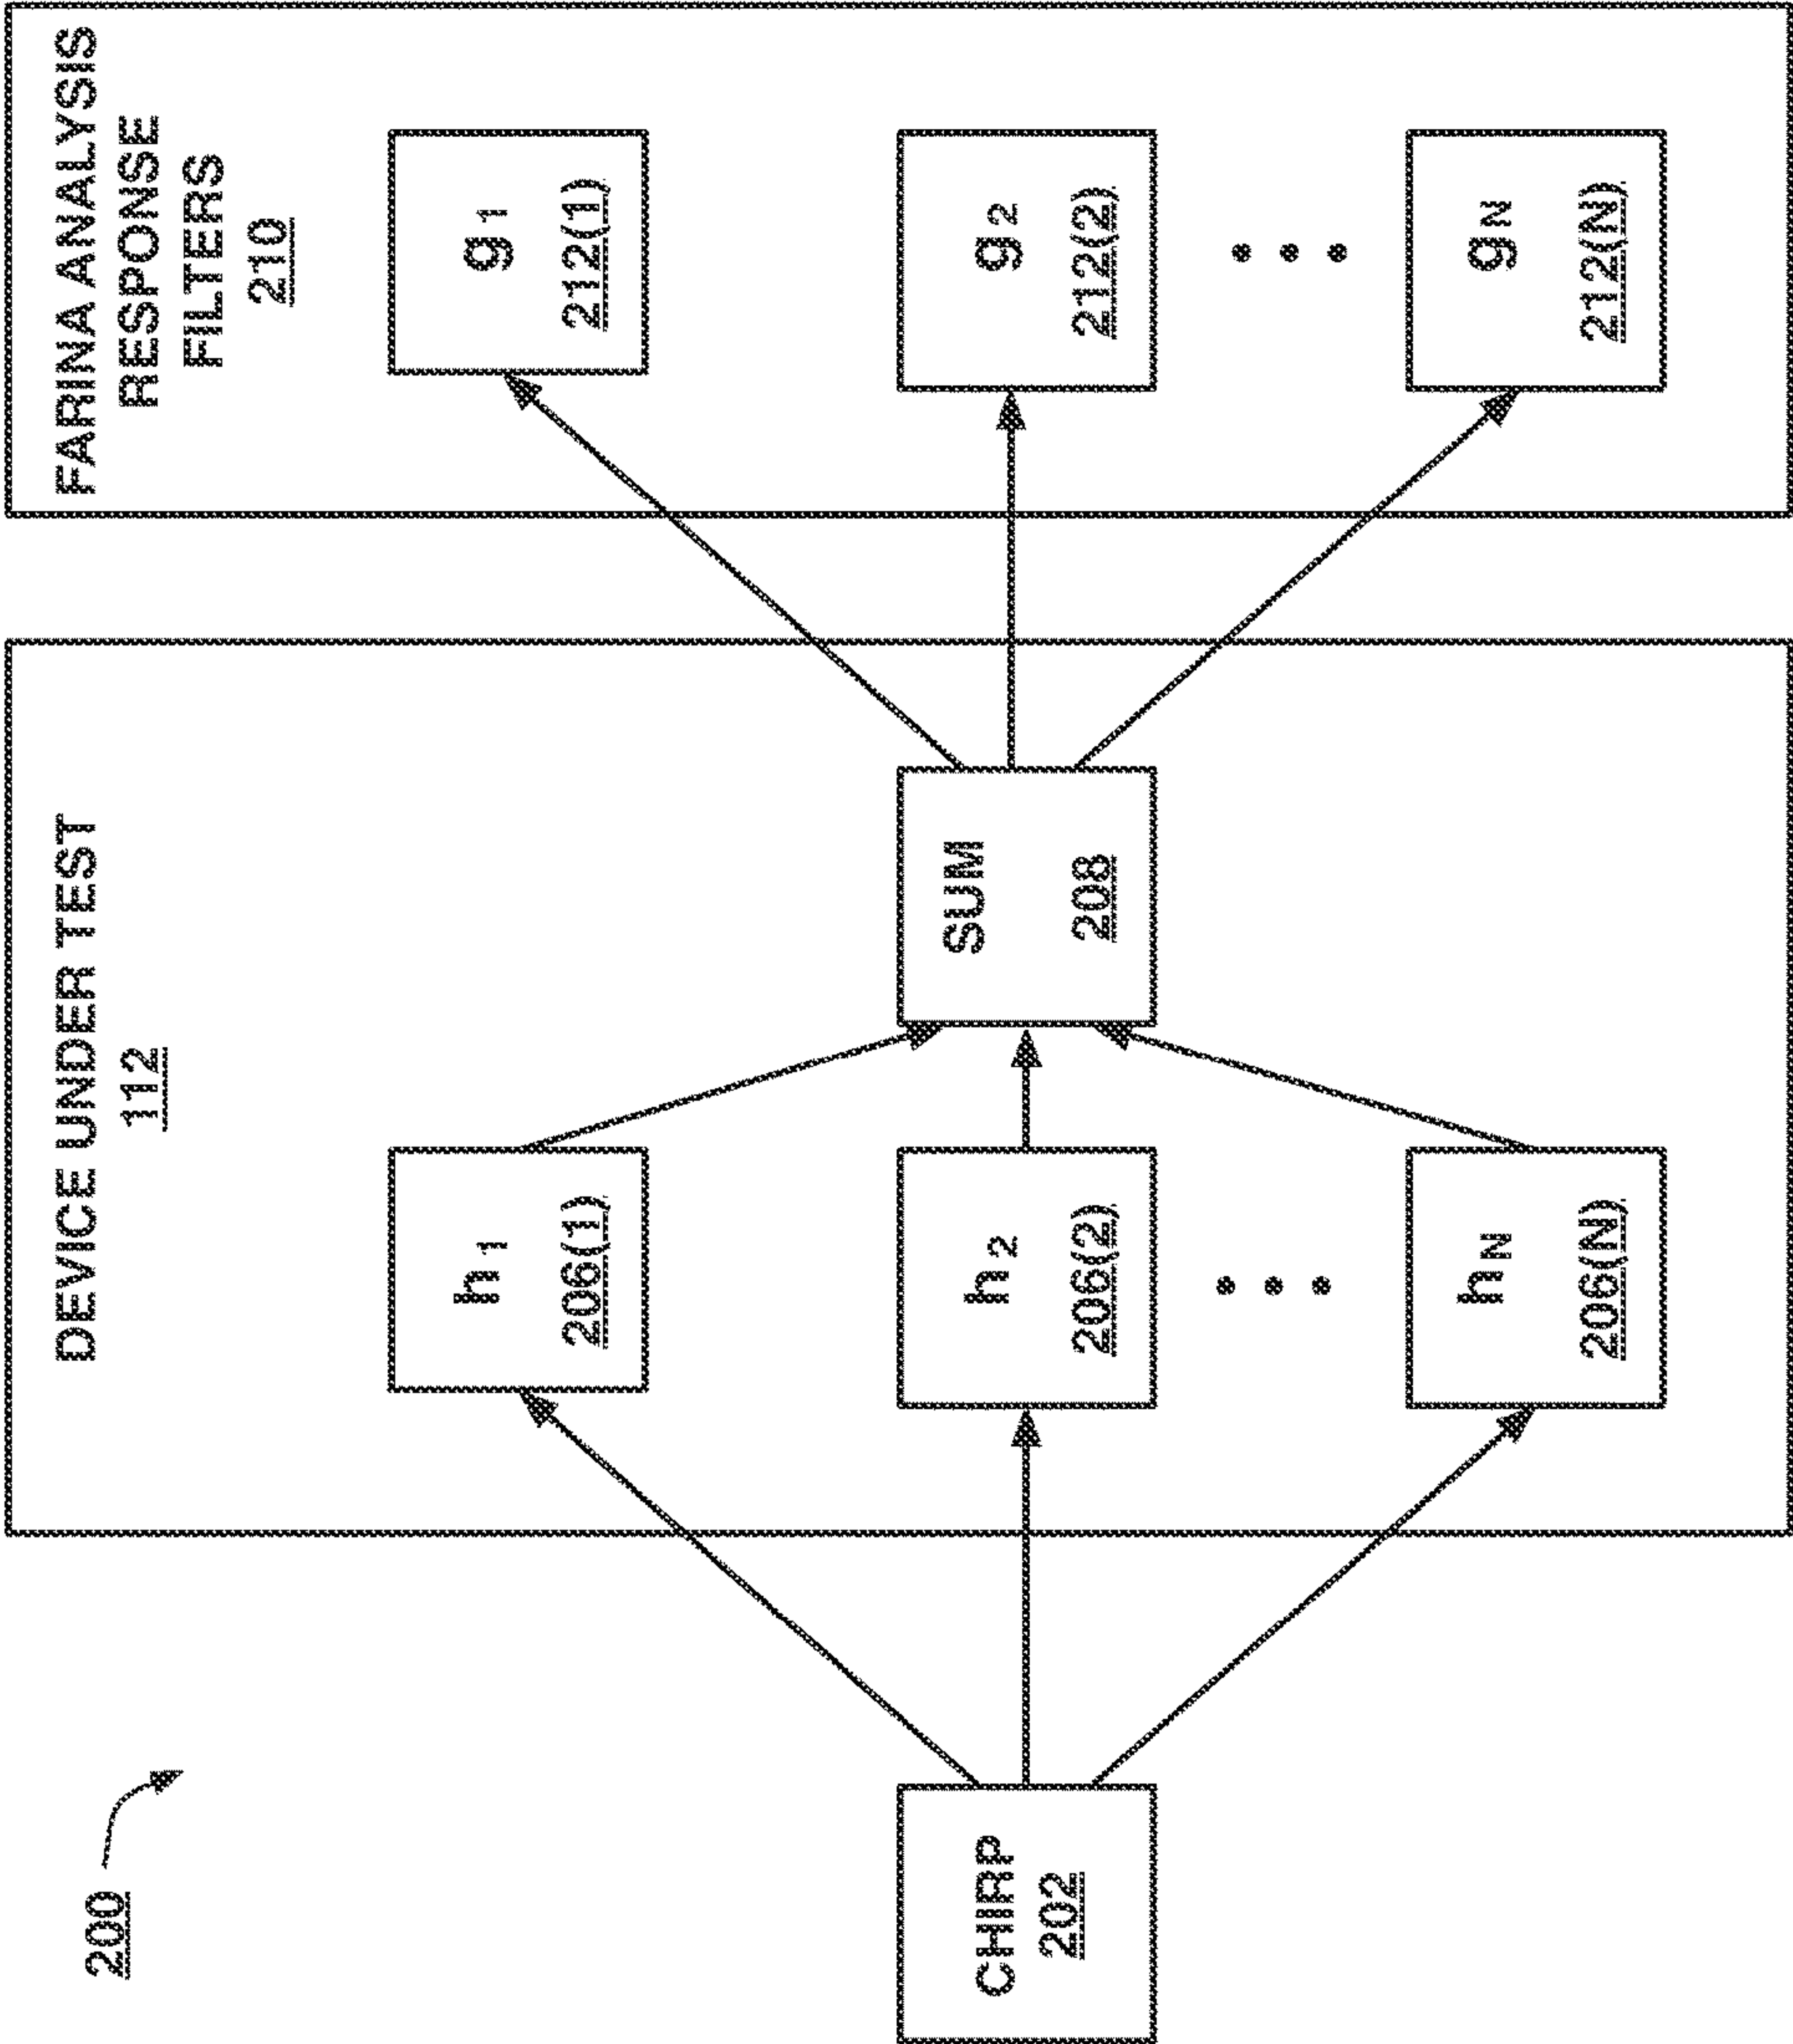 200
CHIRP
202
DEVICE UNDER TEST
112
h1
206(1)
h2
206(2)
• • •
hN
206(N)
SUM
208
FARINA ANALYSIS
RESPONSE
FILTERS
210
g1
212(1)
g2
212(2)
• • •
gN
212(N)